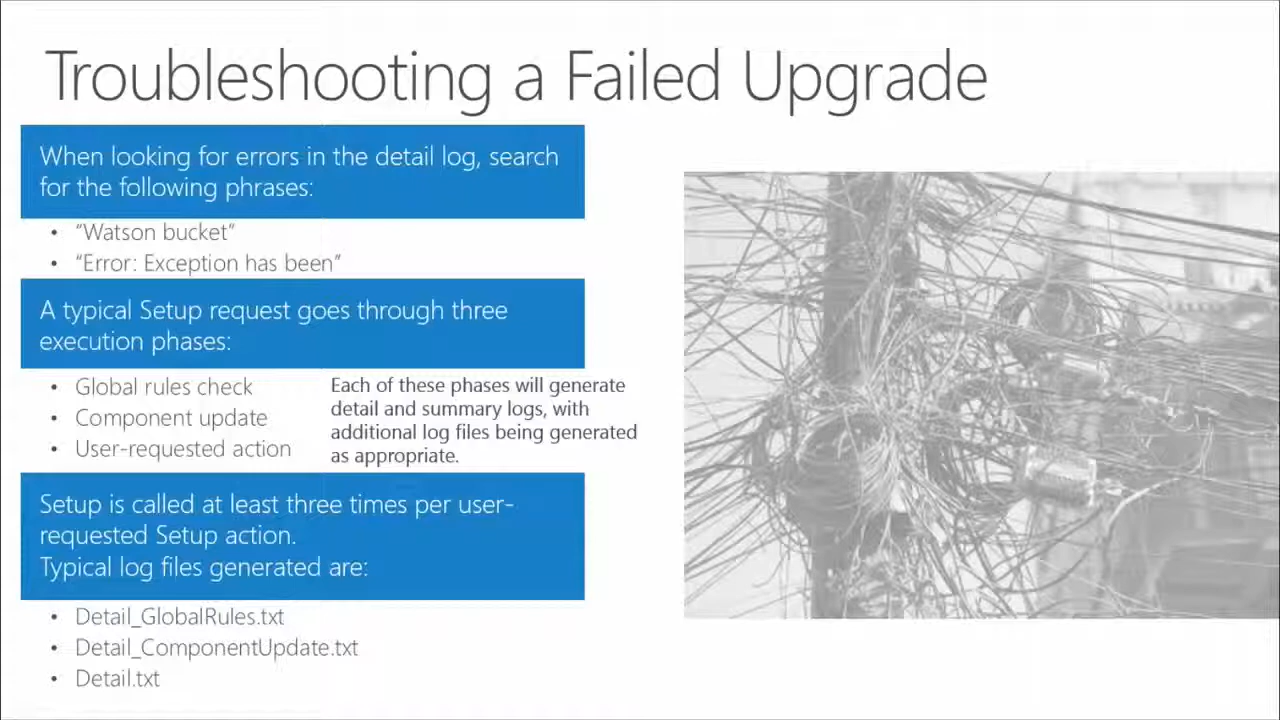 Troubleshooting a Failed Upgrade
When looking for errors in the detail log, search
for the following phrases:
• “Watson bucket”
• “Error: Exception has been”
A typical Setup request goes through three
execution phases:
• Global rules check
• Component update
• User-requested action
Each of these phases will generate
detail and summary logs, with
additional log files being generated
as appropriate.
Setup is called at least three times per user-
requested Setup action.
Typical log files generated are:
• Detail_GlobalRules.txt
• Detail_ComponentUpdate.txt
• Detail.txt